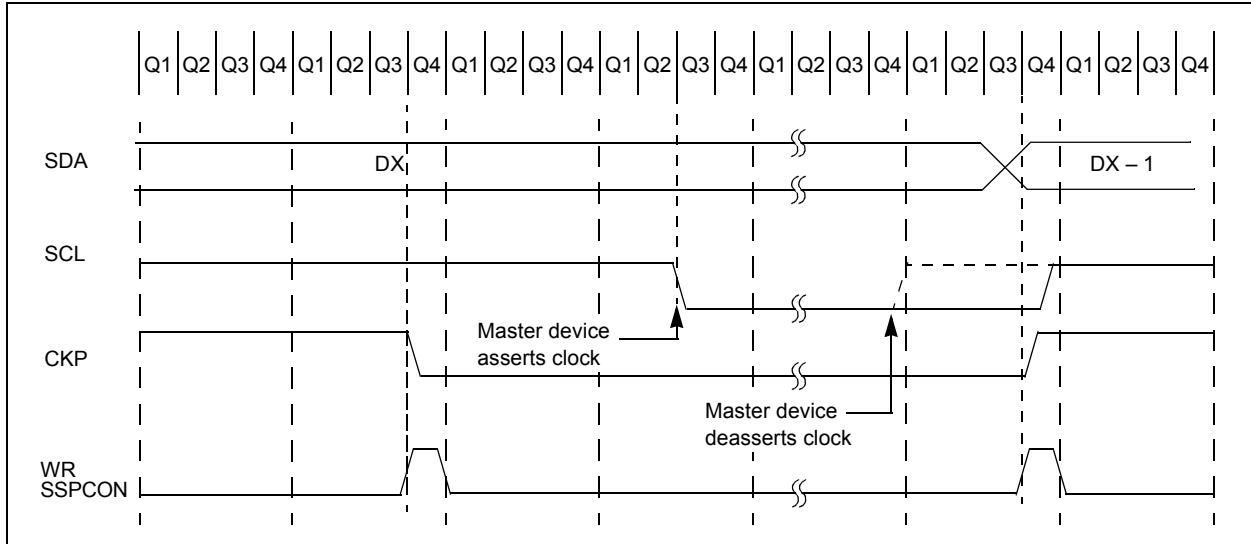 Q1 Q2 Q3 Q4 Q1 Q2 Q3 Q4 Q1 Q2 Q3 Q4 Q1 Q2 Q3 Q4 Q1 Q2 Q3 Q4 Q1 Q2 Q3 Q4 Q1 Q2 Q3 Q4
SDA
DX
DX – 1
SCL
Master device
asserts clock
CKP
Master device
deasserts clock
WR
SSPCON